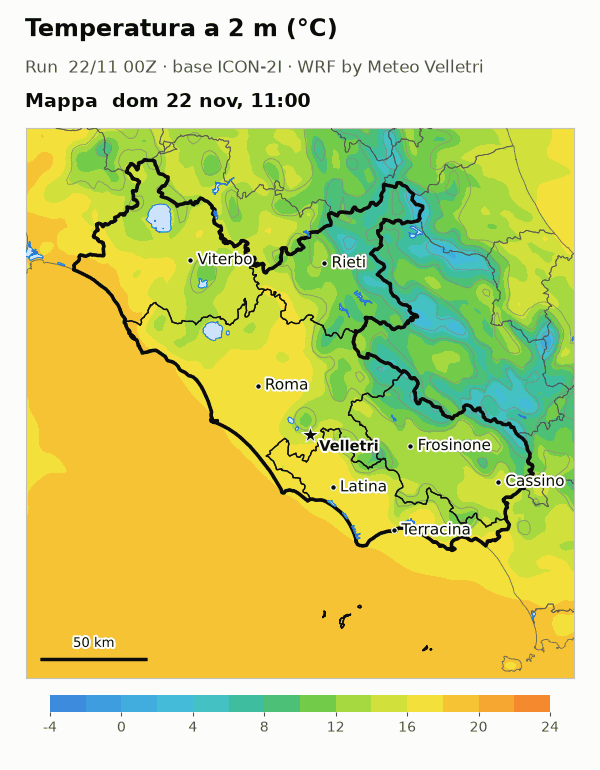 Temperatura a 2 m (°C)
Run  22/11 00Z · base ICON-2I · WRF by Meteo Velletri
Mappa  dom 22 nov, 11:00
Viterbo
Rieti
Roma
Velletri
Frosinone
Cassino
Latina
Terracina
50 km
-4 0 4 8 12 16 20 24